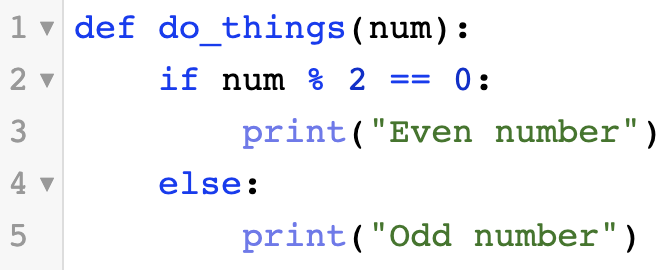 1 ▼ def do_things(num):
2 ▼     if num % 2 == 0:
3           print("Even number")
4 ▼     else:
5           print("Odd number")